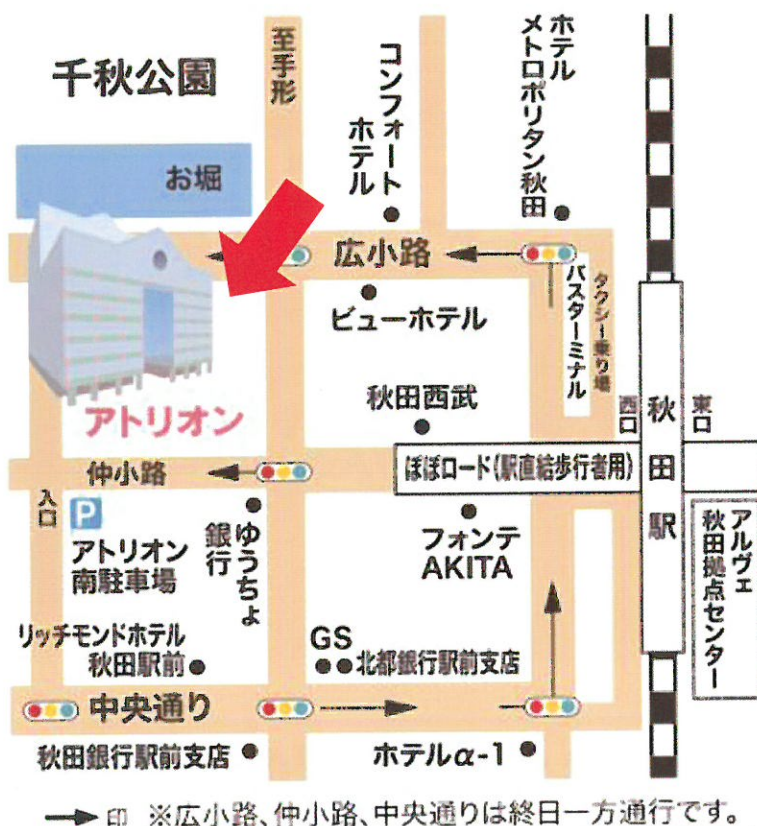 千秋公園
至手形
コンフォート
ホテル
ホテル
メトロポリタン秋田
お堀
広小路
ビューホテル
バスターミナル
タクシー乗り場
アトリオン
秋田西武
西口
秋田駅
東口
仲小路
ぽぽロード(駅直結歩行者用)
入口
P
アトリオン
南駐車場
ゆうちょ
銀行
フォンテ
AKITA
アルヴェ
秋田拠点センター
リッチモンドホテル
秋田駅前
GS
北都銀行駅前支店
中央通り
秋田銀行駅前支店
ホテルα-1
印 ※広小路、仲小路、中央通りは終日一方通行です。